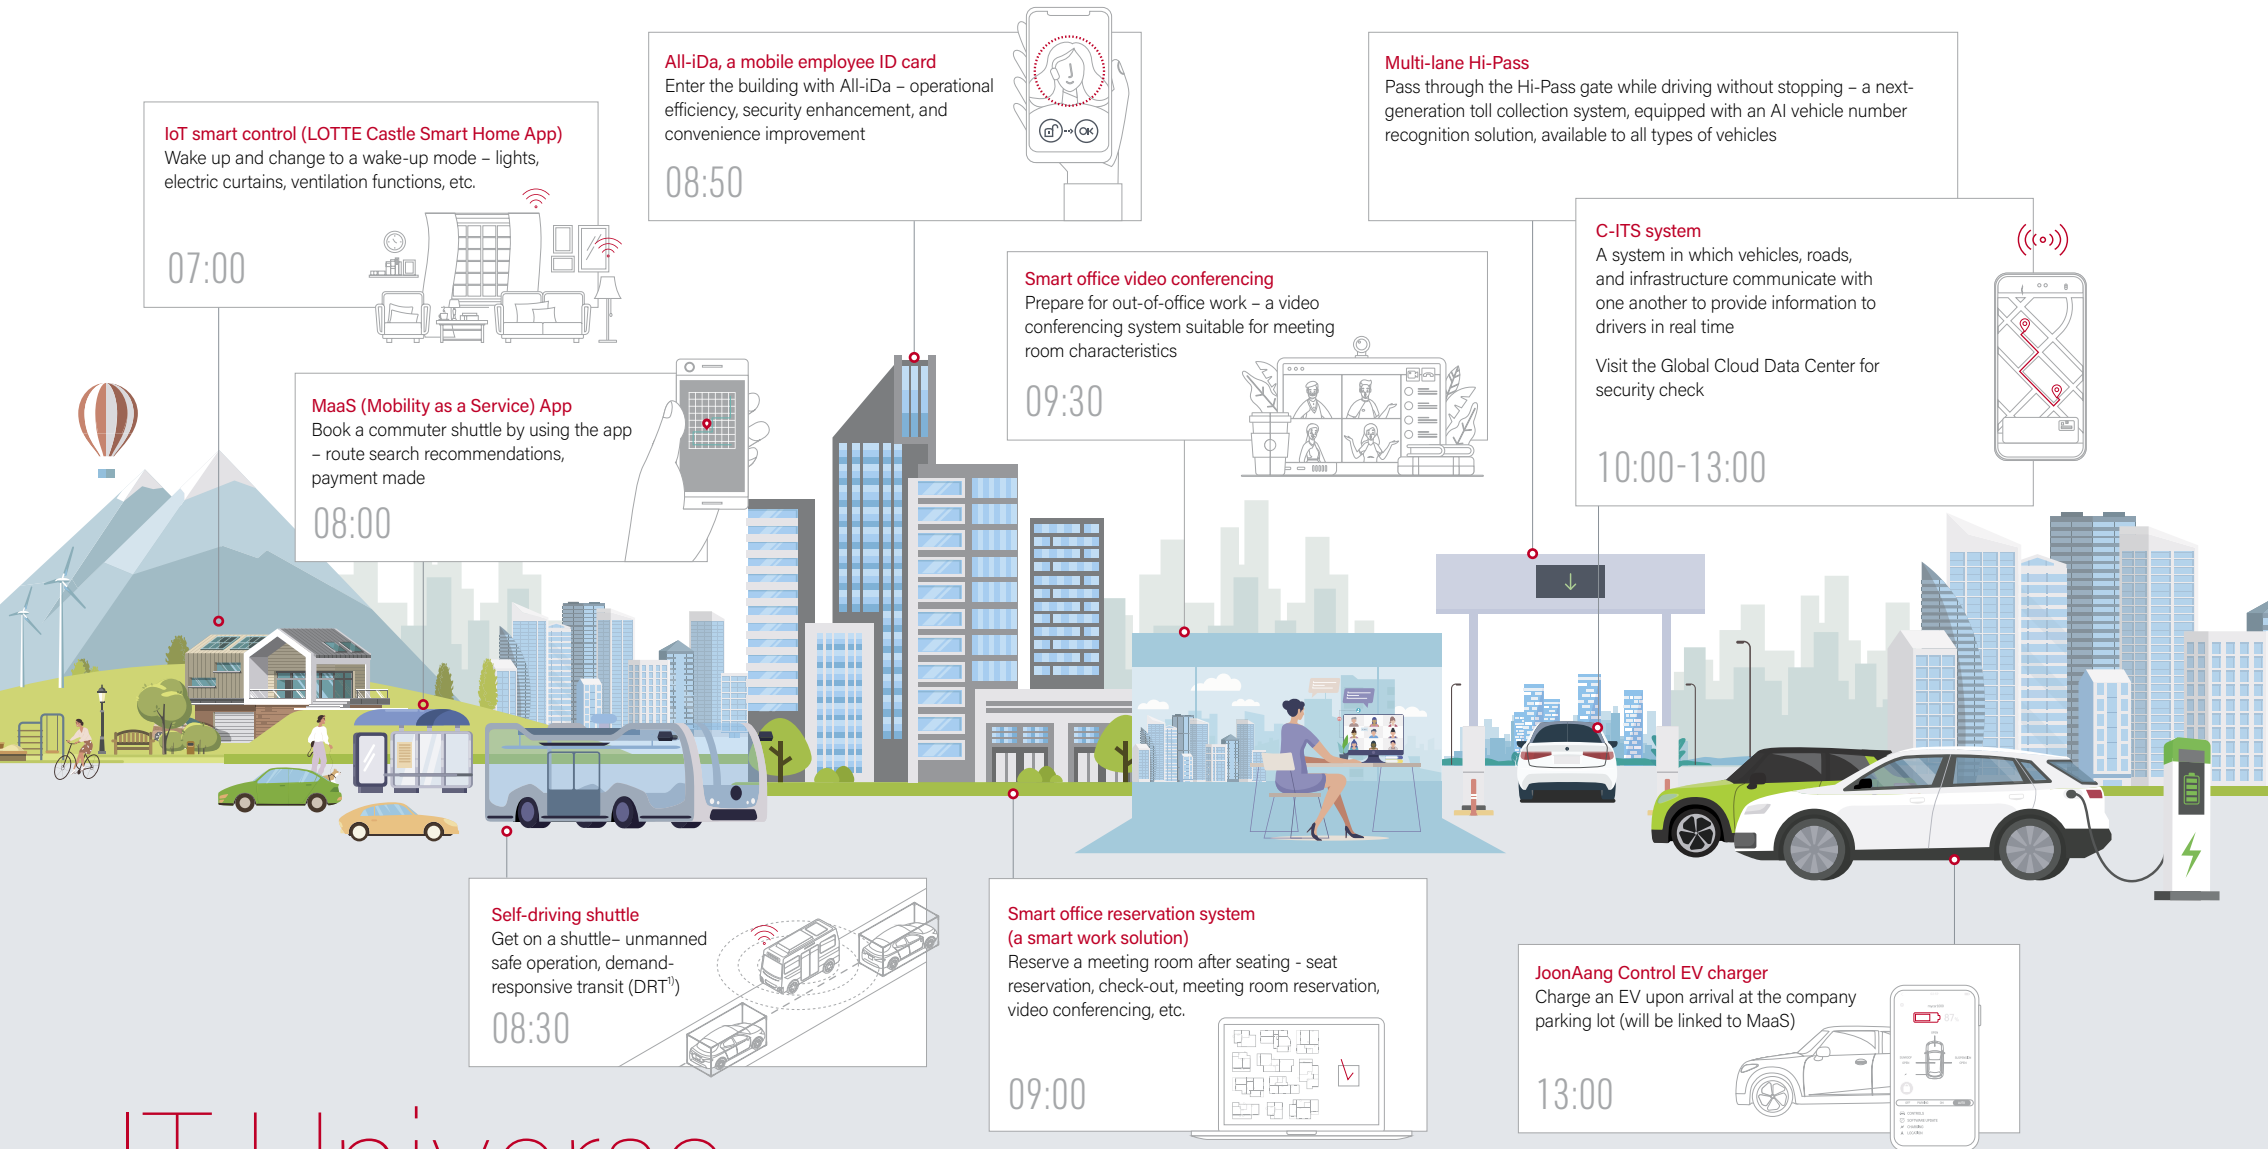 IoT smart control (LOTTE Castle Smart Home App)
Wake up and change to a wake-up mode – lights,
electric curtains, ventilation functions, etc.
07:00
MaaS (Mobility as a Service) App
Book a commuter shuttle by using the app
– route search recommendations,
payment made
08:00
Self-driving shuttle
Get on a shuttle– unmanned
safe operation, demand-
responsive transit (DRT¹⁾)
08:30
All-iDa, a mobile employee ID card
Enter the building with All-iDa – operational
efficiency, security enhancement, and
convenience improvement
08:50
OK
Smart office reservation system
(a smart work solution)
Reserve a meeting room after seating - seat
reservation, check-out, meeting room reservation,
video conferencing, etc.
09:00
Smart office video conferencing
Prepare for out-of-office work – a video
conferencing system suitable for meeting
room characteristics
09:30
Multi-lane Hi-Pass
Pass through the Hi-Pass gate while driving without stopping – a next-
generation toll collection system, equipped with an AI vehicle number
recognition solution, available to all types of vehicles
C-ITS system
A system in which vehicles, roads,
and infrastructure communicate with
one another to provide information to
drivers in real time
Visit the Global Cloud Data Center for
security check
10:00-13:00
JoonAang Control EV charger
Charge an EV upon arrival at the company
parking lot (will be linked to MaaS)
13:00
CONTROLS
SOFTWARE UPDATE
CHARGING
LOCATION
IT Universe